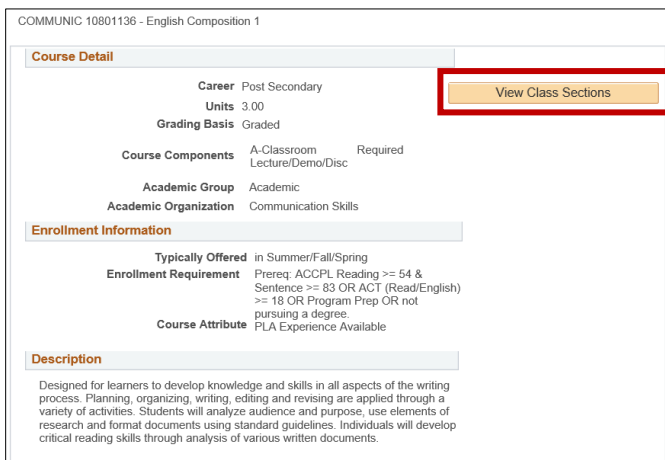 COMMUNIC 10801136 - English Composition 1
Course Detail
Career Post Secondary
View Class Sections
Units 3.00
Grading Basis Graded
Course Components A-Classroom Required
Lecture/Demo/Disc
Academic Group Academic
Academic Organization Communication Skills
Enrollment Information
Typically Offered in Summer/Fall/Spring
Enrollment Requirement Prereq: ACCPL Reading >= 54 &
Sentence >= 83 OR ACT (Read/English)
>= 18 OR Program Prep OR not
pursuing a degree.
Course Attribute PLA Experience Available
Description
Designed for learners to develop knowledge and skills in all aspects of the writing
process. Planning, organizing, writing, editing and revising are applied through a
variety of activities. Students will analyze audience and purpose, use elements of
research and format documents using standard guidelines. Individuals will develop
critical reading skills through analysis of various written documents.